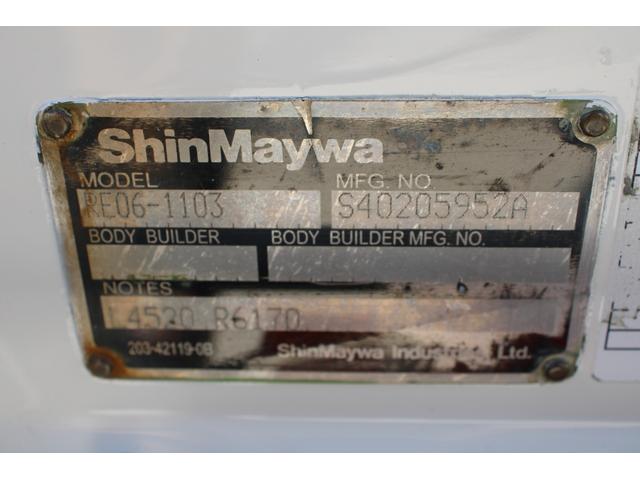 ShinMaywa
MODEL MFG. NO
RE06-1103 S40205952A
BODY BUILDER BODY BUILDER MFG. NO.
NOTES
L4520 R6170
203-42119-0B ShinMaywa Industries, Ltd.